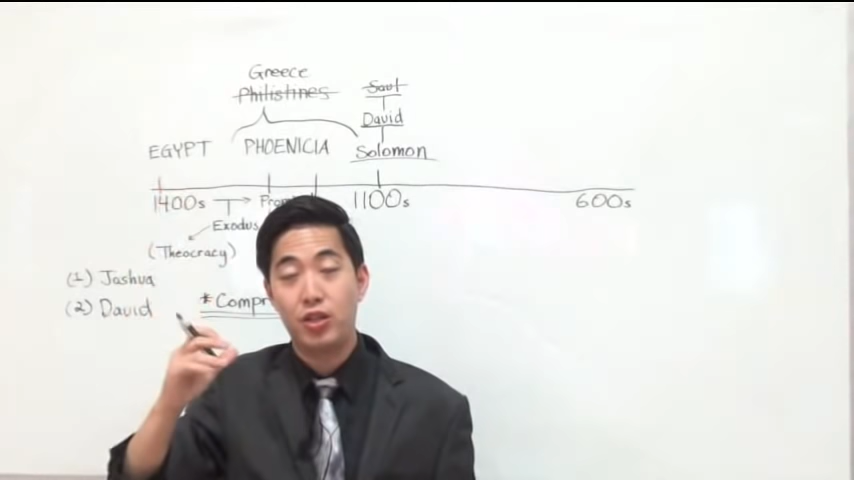 Greece
Philistines
Saul
David
EGYPT PHOENICIA Solomon
1400s 1100s 600s
Exodus
(Theocracy)
(1) Jashua
(2) David
*Compr